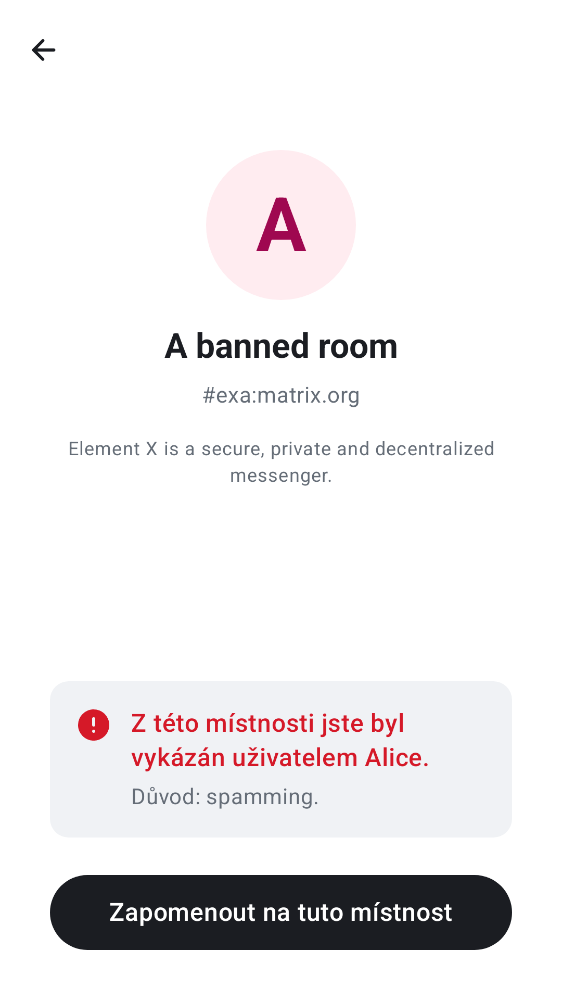 A
A banned room
#exa:matrix.org
Element X is a secure, private and decentralized
messenger.
Z této místnosti jste byl
vykázán uživatelem Alice.
Důvod: spamming.
Zapomenout na tuto místnost